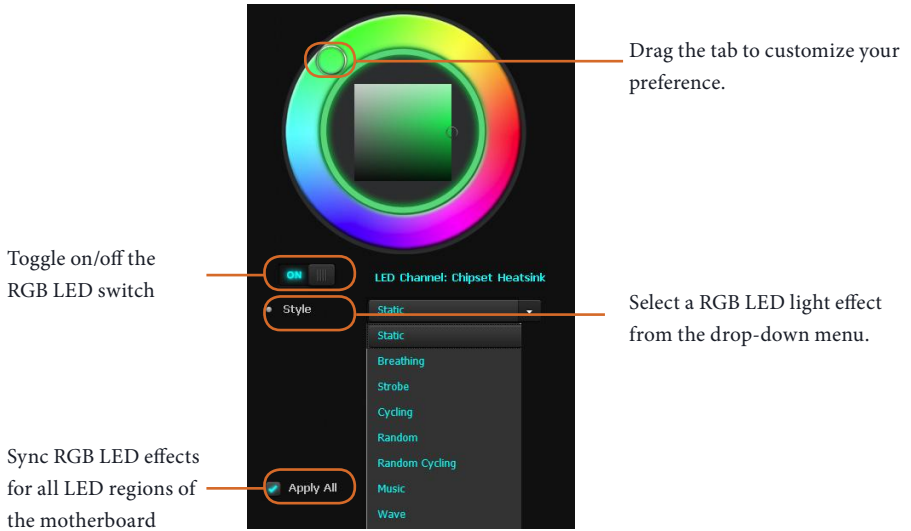 Drag the tab to customize your
preference.
Toggle on/off the
RGB LED switch
ON
LED Channel: Chipset Heatsink
Style
Static
Select a RGB LED light effect
from the drop-down menu.
Static
Breathing
Strobe
Cycling
Random
Random Cycling
Music
Wave
Sync RGB LED effects
for all LED regions of
the motherboard
Apply All